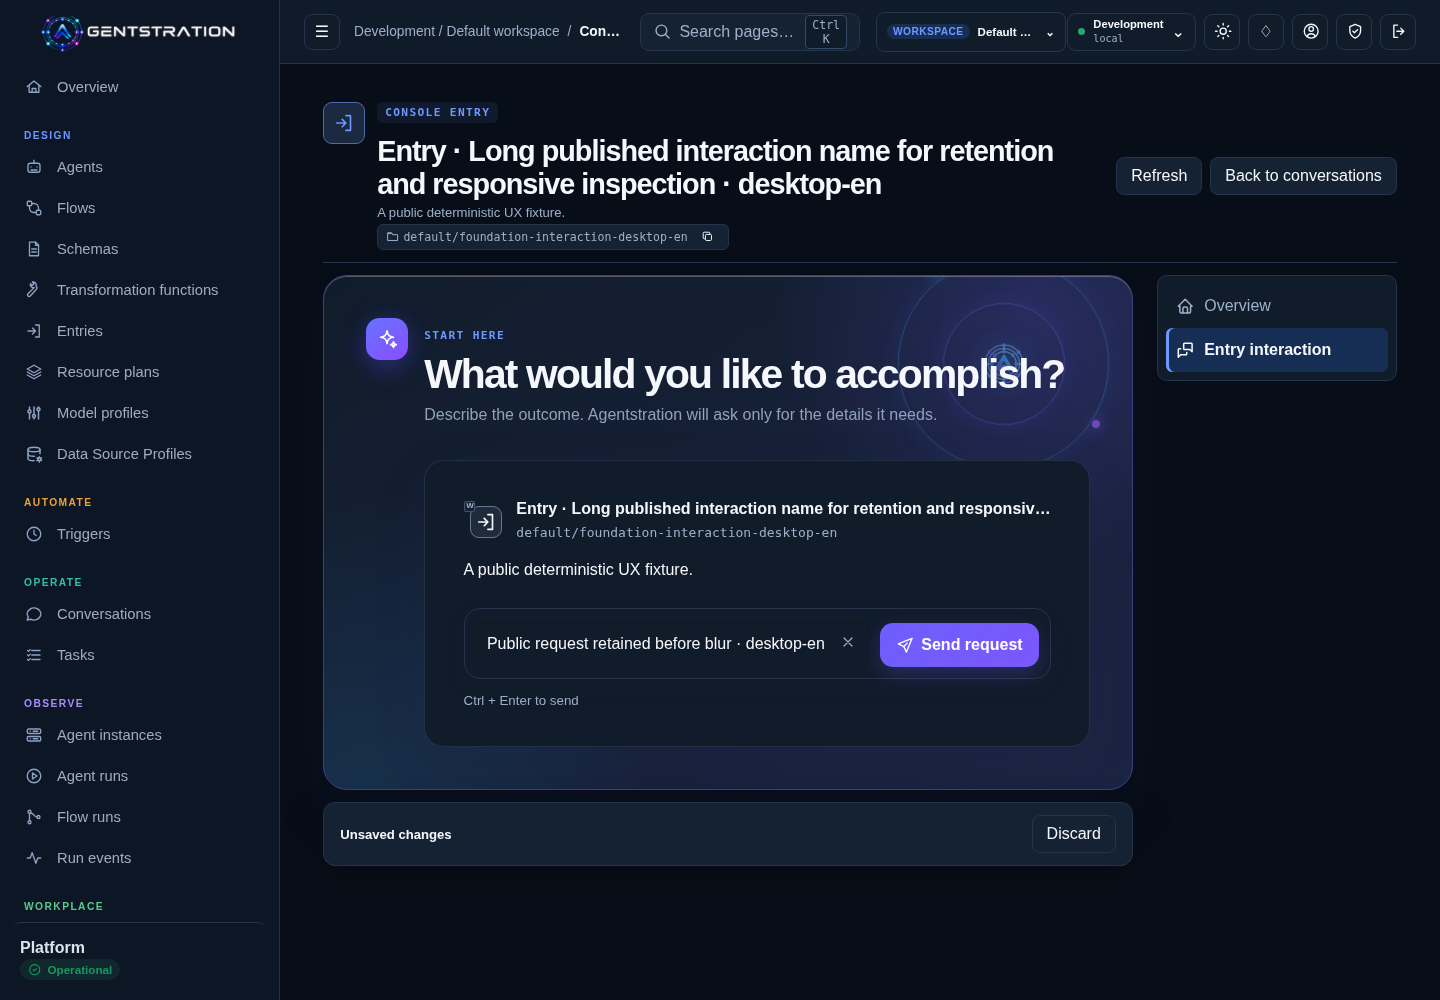 GENTSTRATION
☰
Development / Default workspace / Con...
Search pages...
Ctrl K
WORKSPACE Default ...
Development
local
Overview
DESIGN
Agents
Flows
Schemas
Transformation functions
Entries
Resource plans
Model profiles
Data Source Profiles
AUTOMATE
Triggers
OPERATE
Conversations
Tasks
OBSERVE
Agent instances
Agent runs
Flow runs
Run events
WORKPLACE
Platform
Operational
CONSOLE ENTRY
Entry · Long published interaction name for retention
and responsive inspection · desktop-en
A public deterministic UX fixture.
default/foundation-interaction-desktop-en
Refresh
Back to conversations
START HERE
What would you like to accomplish?
Describe the outcome. Agentstration will ask only for the details it needs.
W
Entry · Long published interaction name for retention and responsiv...
default/foundation-interaction-desktop-en
A public deterministic UX fixture.
Public request retained before blur · desktop-en
Send request
Ctrl + Enter to send
Unsaved changes
Discard
Overview
Entry interaction